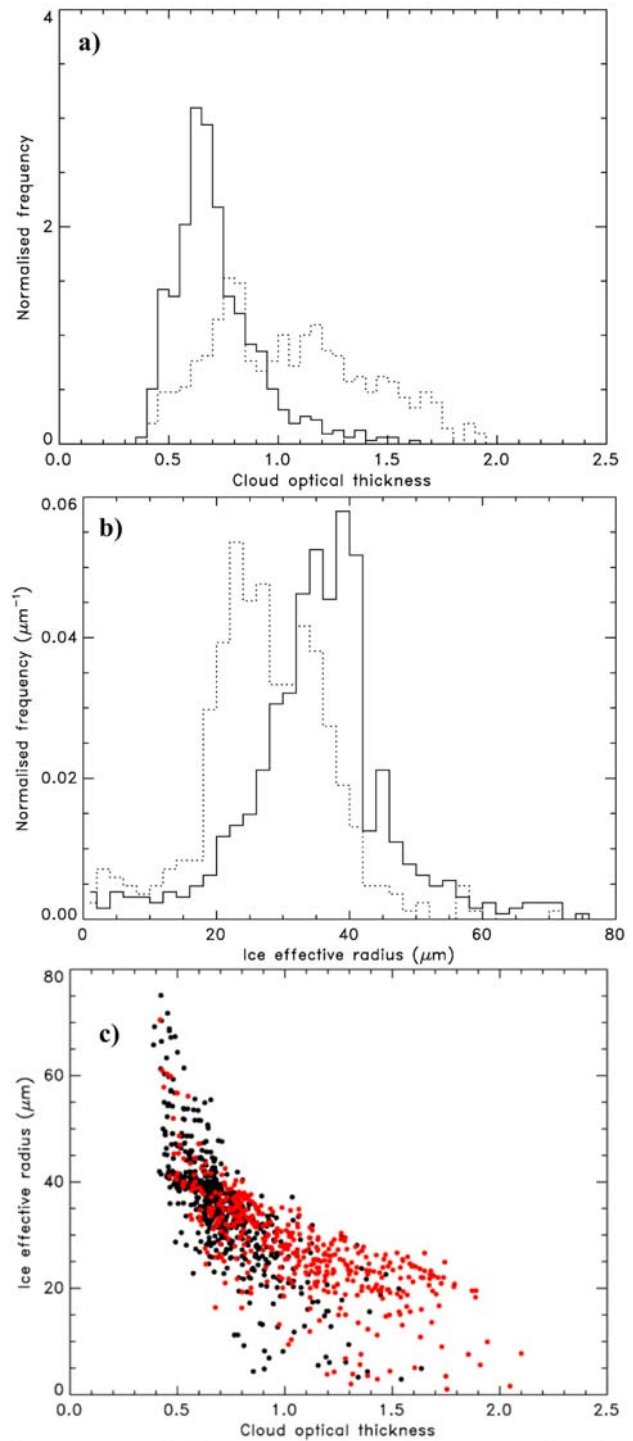 4
a)
Normalised frequency
2
0
0.0 0.5 1.0 1.5 2.0 2.5
Cloud optical thickness
0.06
b)
Normalised frequency (μm⁻¹)
0.04
0.02
0.00
0 20 40 60 80
Ice effective radius (μm)
80
c)
Ice effective radius (μm)
60
40
20
0
0.0 0.5 1.0 1.5 2.0 2.5
Cloud optical thickness